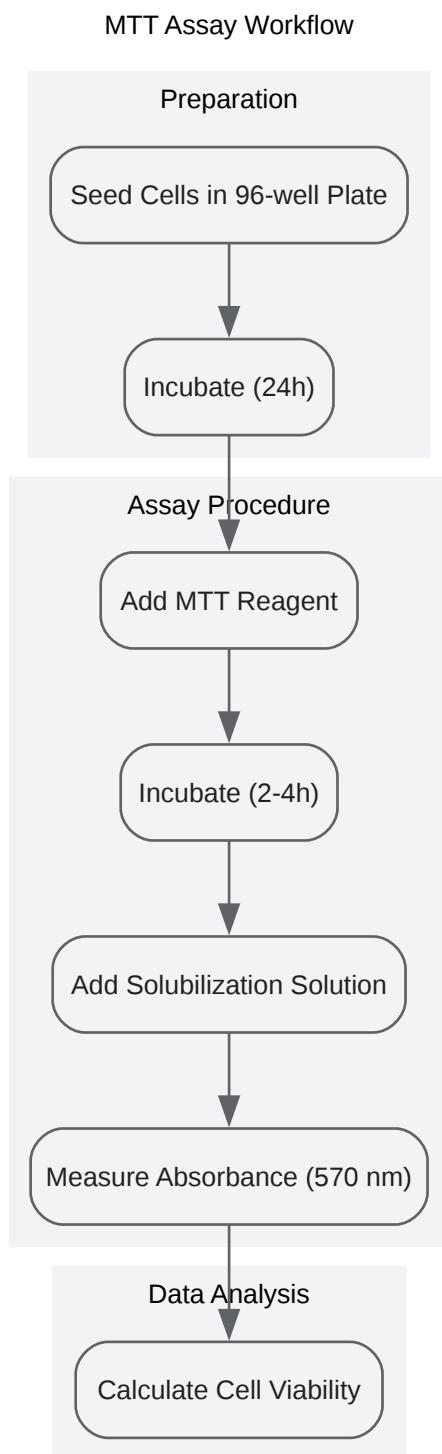 MTT Assay Workflow
Preparation
Seed Cells in 96-well Plate
Incubate (24h)
Assay Procedure
Add MTT Reagent
Incubate (2-4h)
Add Solubilization Solution
Measure Absorbance (570 nm)
Data Analysis
Calculate Cell Viability